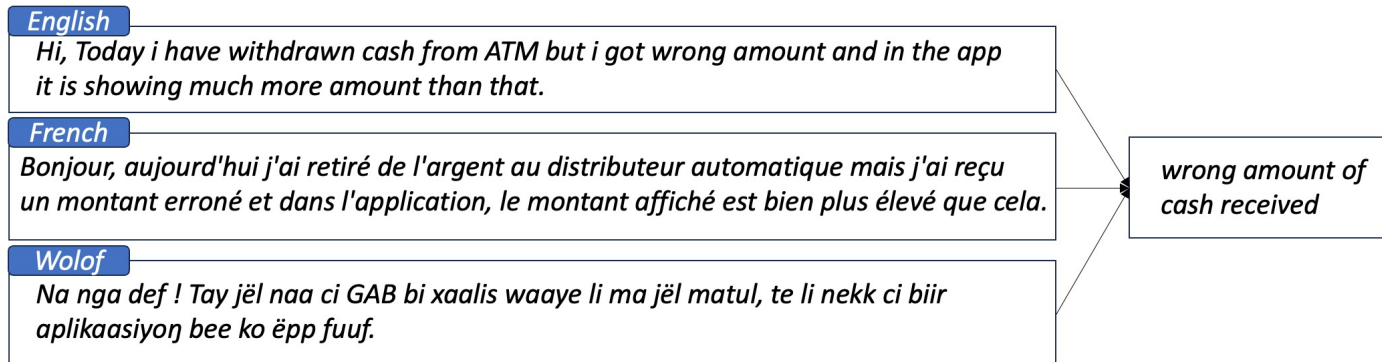 English
Hi, Today i have withdrawn cash from ATM but i got wrong amount and in the app
it is showing much more amount than that.
French
Bonjour, aujourd'hui j'ai retiré de l'argent au distributeur automatique mais j'ai reçu
un montant erroné et dans l'application, le montant affiché est bien plus élevé que cela.
Wolof
Na nga def ! Tay jël naa ci GAB bi xaalis waaye li ma jël matul, te li nekk ci biir
aplikaasiyoŋ bee ko ëpp fuuf.
wrong amount of
cash received